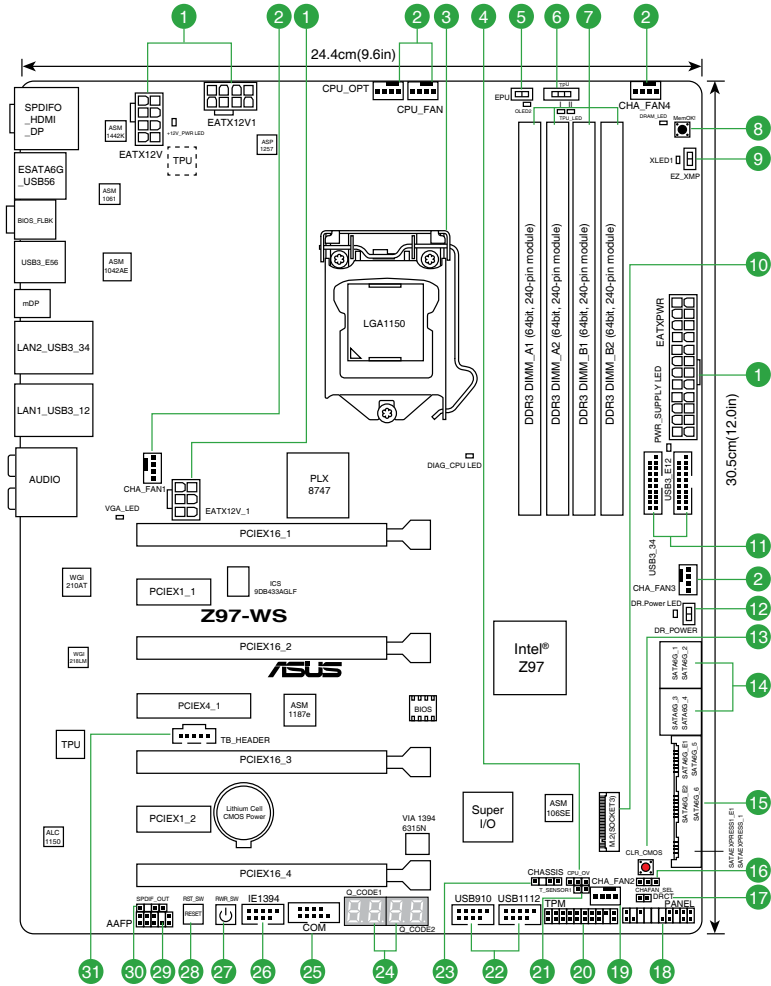 1
2
1
2
3
4
5
6
7
2
24.4cm(9.6in)
SPDIFO
_HDMI
_DP
ASM
1442K
EATX12V
+12V_PWR LED
TPU
EATX12V1
ASP
1257
CPU_OPT
CPU_FAN
EPU
OLED2
TPU
I II
TPU_LED
CHA_FAN4
DRAM_LED
MemOK!
8
XLED1
EZ_XMP
9
ESATA6G
_USB56
ASM
1061
BIOS_FLBK
USB3_E56
ASM
1042AE
mDP
LAN2_USB3_34
LAN1_USB3_12
AUDIO
LGA1150
DDR3 DIMM_A1 (64bit, 240-pin module)
DDR3 DIMM_A2 (64bit, 240-pin module)
DDR3 DIMM_B1 (64bit, 240-pin module)
DDR3 DIMM_B2 (64bit, 240-pin module)
10
EATXPWR
1
PWR_SUPPLY LED
30.5cm(12.0in)
CHA_FAN1
VGA_LED
EATX12V_1
PLX
8747
DIAG_CPU LED
USB3_34
USB3_E12
11
PCIEX16_1
WGI
210AT
PCIEX1_1
ICS
9DB433AGLF
Z97-WS
CHA_FAN3
2
DR.Power LED
DR_POWER
12
13
WGI
218LM
PCIEX16_2
ASUS
Intel®
Z97
SATA6G_1
SATA6G_2
14
SATA6G_3
SATA6G_4
PCIEX4_1
ASM
1187e
BIOS
31
TPU
TB_HEADER
PCIEX16_3
SATA6G_E1
SATA6G_5
SATA6G_E2
SATA6G_6
15
SATAEXPRESS1_E1
SATAEXPRESS_1
PCIEX1_2
Lithium Cell
CMOS Power
Super
I/O
ASM
106SE
M.2(SOCKET3)
ALC
1150
VIA 1394
6315N
CLR_CMOS
PCIEX16_4
CHASSIS
CPU_OV
T_SENSOR1
CHA_FAN2
CHAFAN_SEL
16
DRCT
17
SPDIF_OUT
AAFP
RST_SW
RESET
PWR_SW
IE1394
COM
Q_CODE1
88
88
Q_CODE2
USB910
USB1112
TPM
PANEL
30
29
28
27
26
25
24
23
22
21
20
19
18